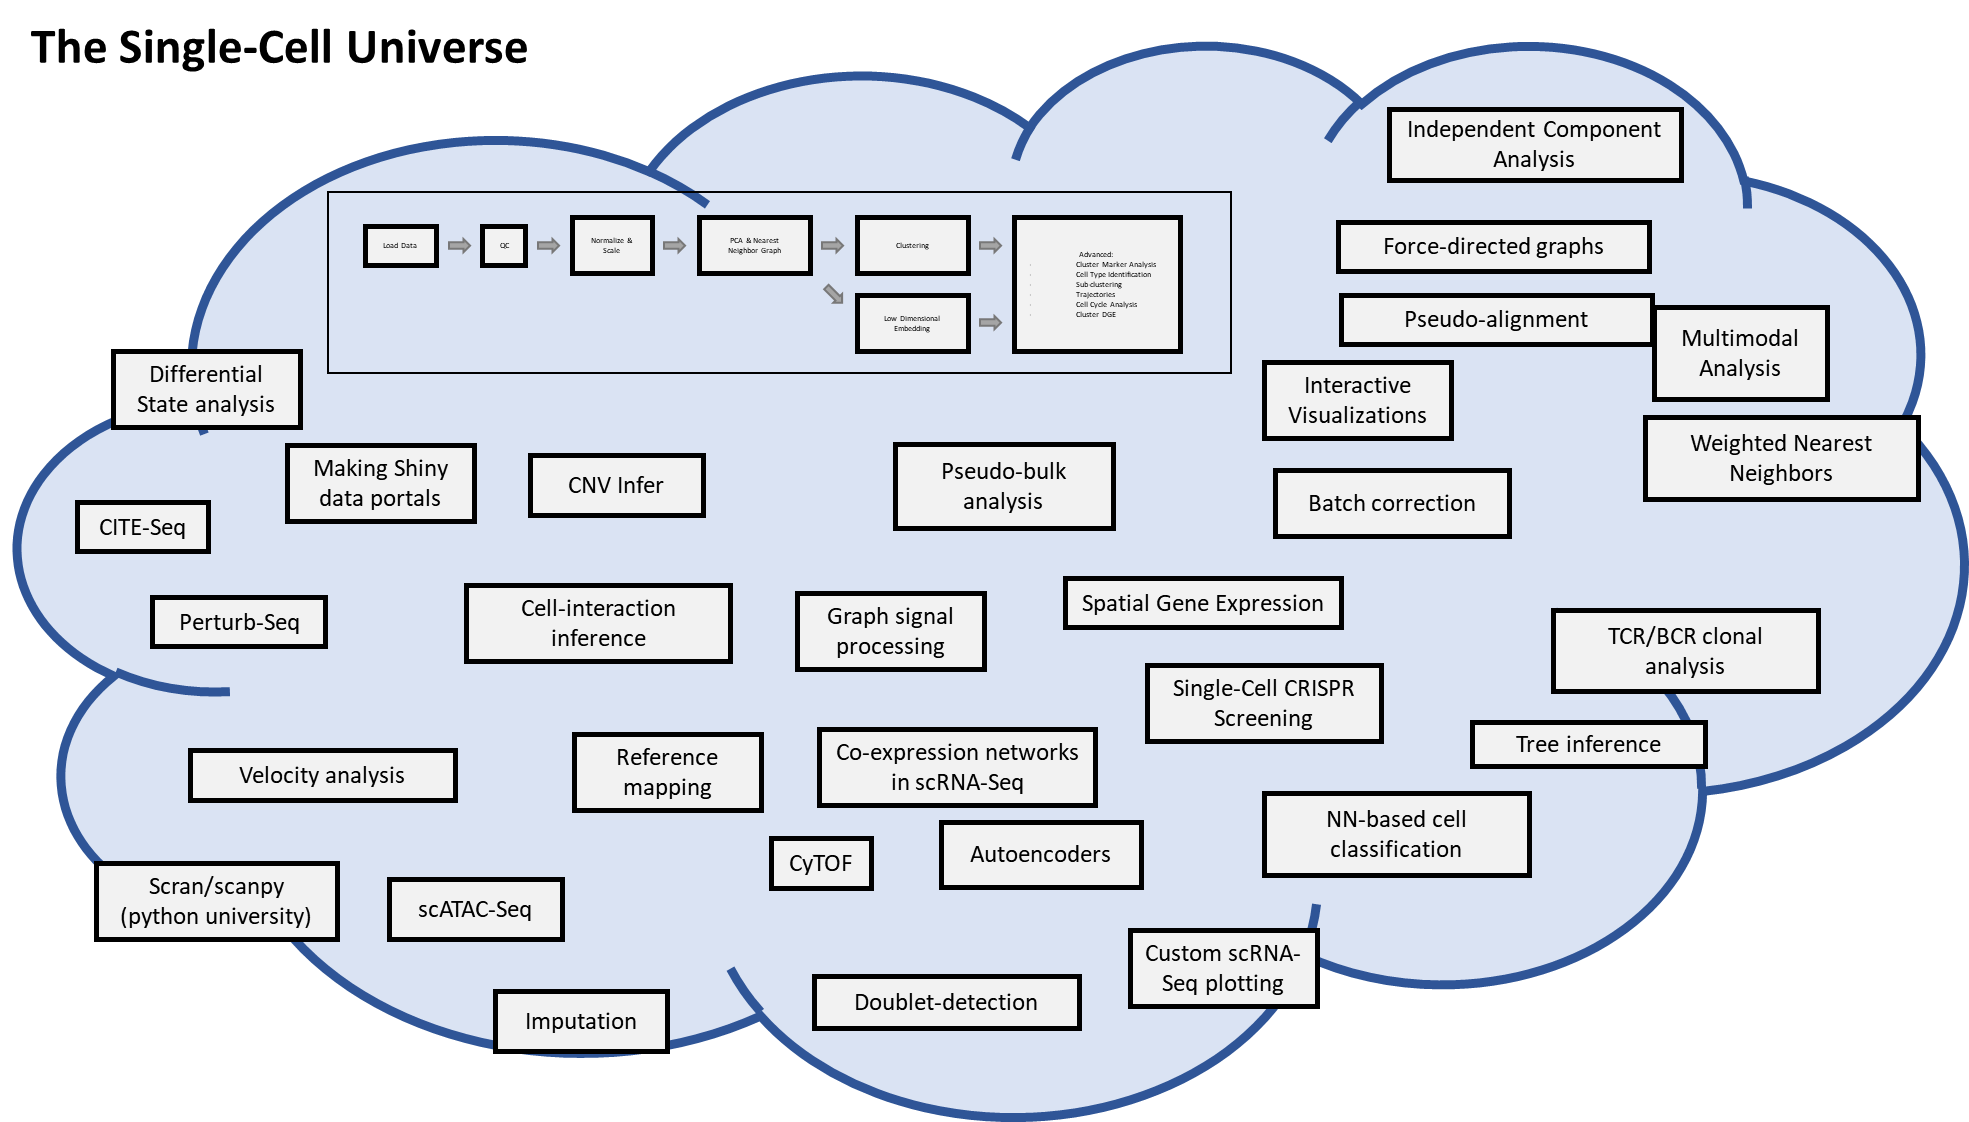 The Single-Cell Universe
Independent Component
Analysis
Load Data
QC
Normalize &
Scale
PCA & Nearest
Neighbor Graph
Clustering
Low Dimensional
Embedding
Advanced:
Cluster Marker Analysis
Cell Type Identification
Sub-clustering
Trajectories
Cell Cycle Analysis
Cluster DGE
Force-directed graphs
Pseudo-alignment
Multimodal
Analysis
Differential
State analysis
Interactive
Visualizations
Weighted Nearest
Neighbors
Making Shiny
data portals
CNV Infer
Pseudo-bulk
analysis
Batch correction
CITE-Seq
Perturb-Seq
Cell-interaction
inference
Graph signal
processing
Spatial Gene Expression
TCR/BCR clonal
analysis
Single-Cell CRISPR
Screening
Tree inference
Velocity analysis
Reference
mapping
Co-expression networks
in scRNA-Seq
NN-based cell
classification
CyTOF
Autoencoders
Scran/scanpy
(python university)
scATAC-Seq
Custom scRNA-
Seq plotting
Doublet-detection
Imputation